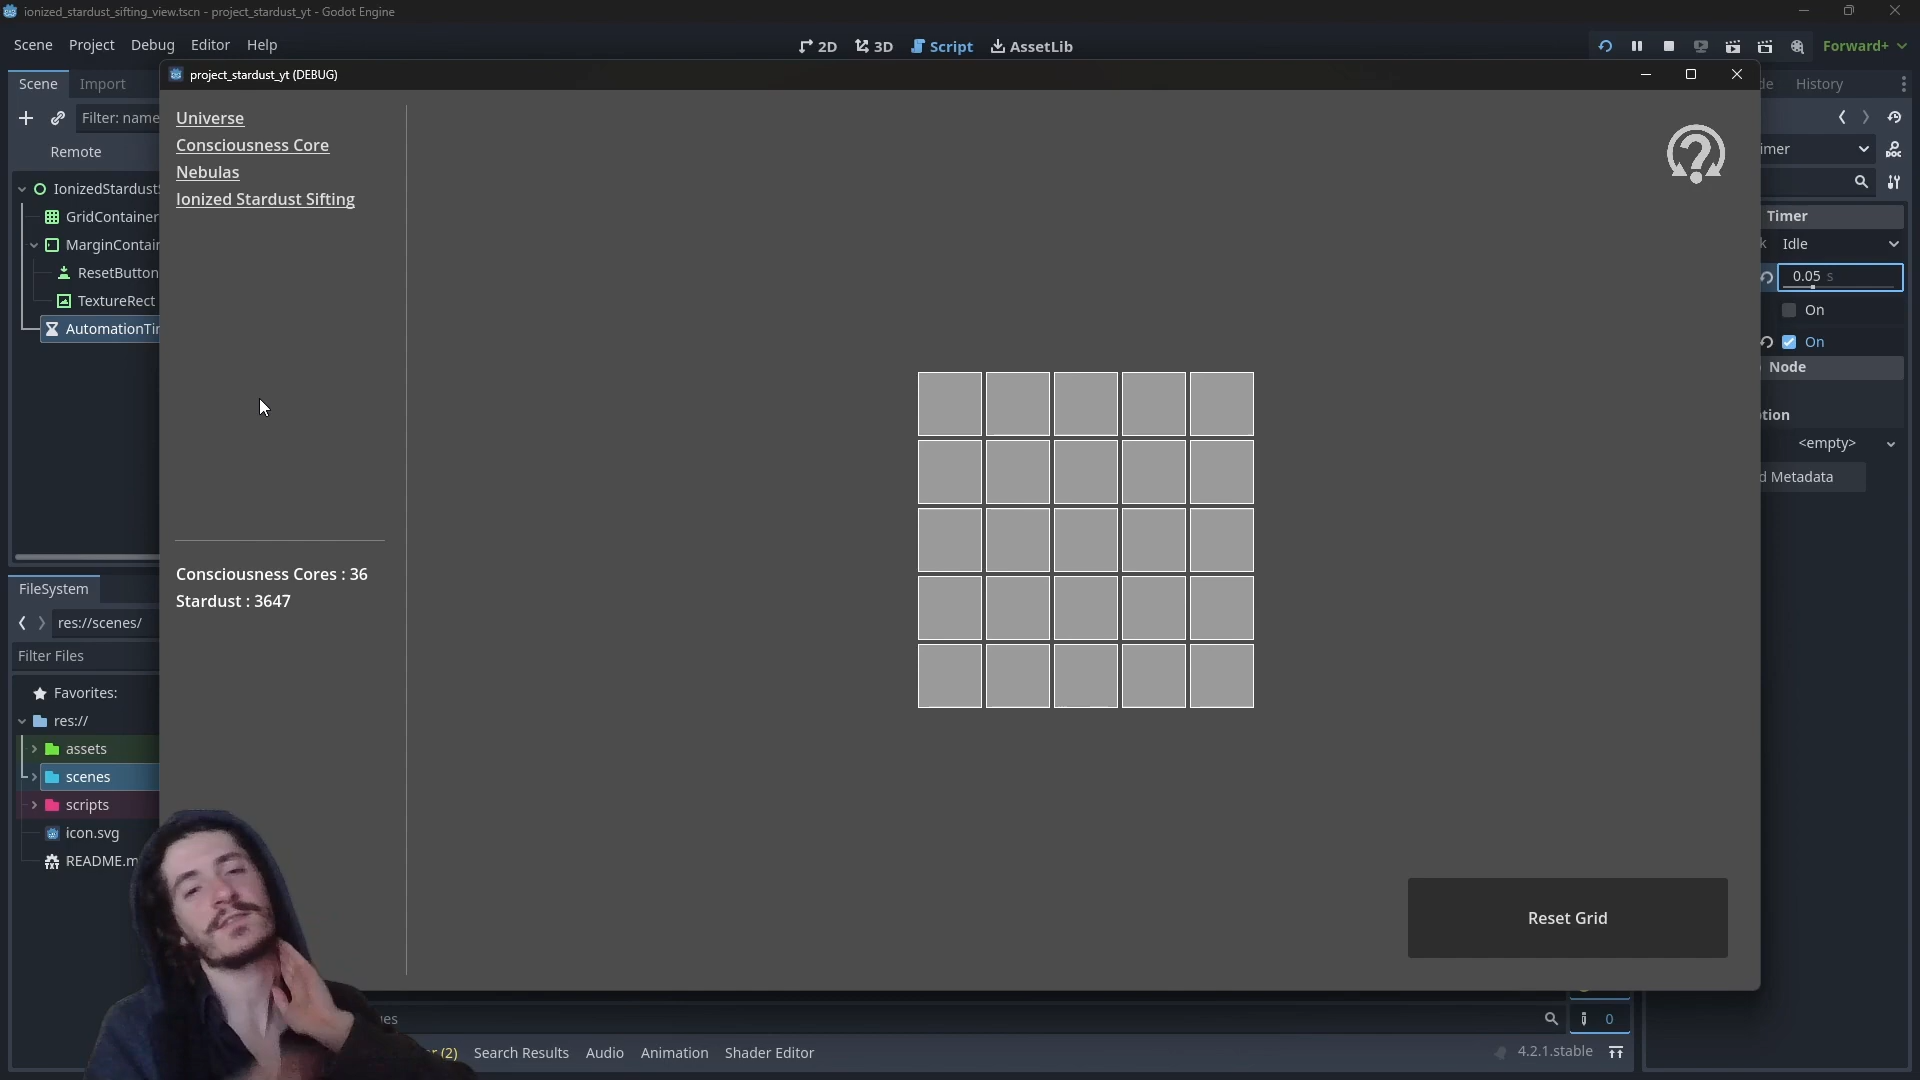 ionized_stardust_sifting_view.tscn - project_stardust_yt - Godot Engine
Scene Project Debug Editor Help
2D 3D Script AssetLib
Forward+
Scene Import
project_stardust_yt (DEBUG)
History
Filter: name
Remote
IonizedStardust
GridContainer
MarginContai
ResetButton
TextureRect
AutomationTi
Universe
Consciousness Core
Nebulas
Ionized Stardust Sifting
Consciousness Cores : 36
Stardust : 3647
Reset Grid
imer
Timer
Idle
0.05 s
On
On
Node
<empty>
d Metadata
FileSystem
res://scenes/
Filter Files
Favorites:
res://
assets
scenes
scripts
icon.svg
README.m
0
(2) Search Results Audio Animation Shader Editor
4.2.1.stable